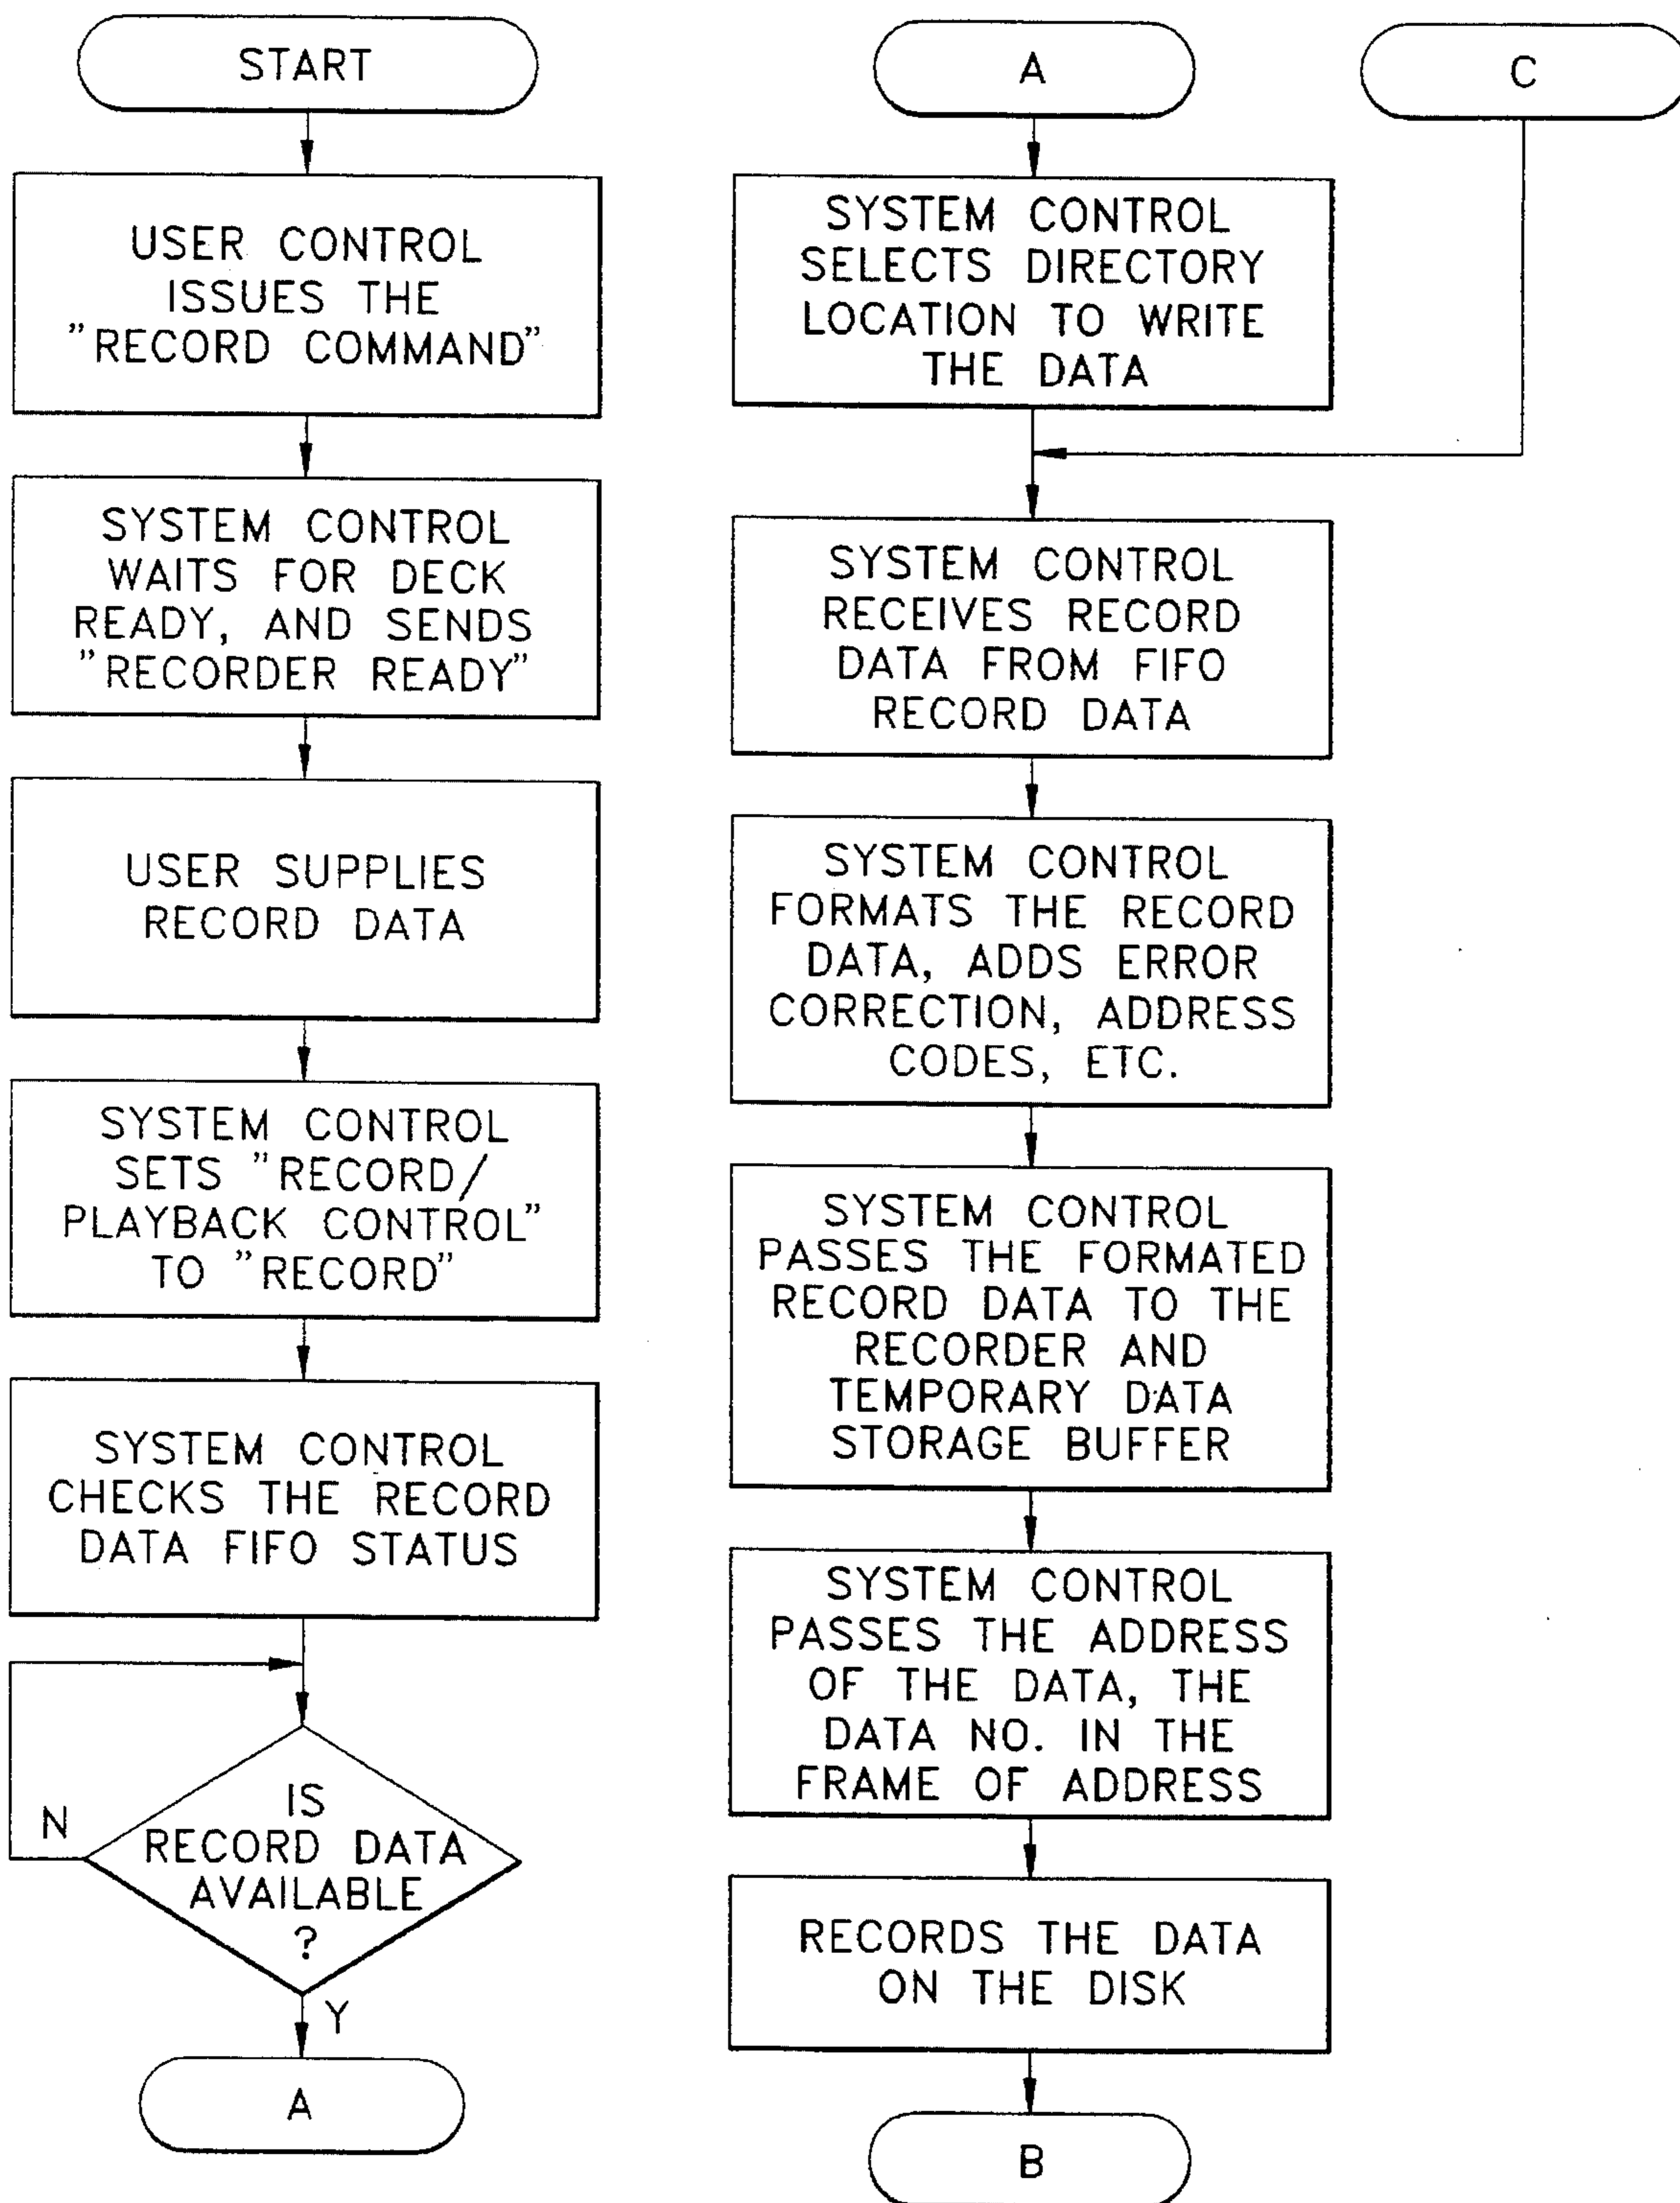 START
USER CONTROL
ISSUES THE
"RECORD COMMAND"
SYSTEM CONTROL
WAITS FOR DECK
READY, AND SENDS
"RECORDER READY"
USER SUPPLIES
RECORD DATA
SYSTEM CONTROL
SETS "RECORD/
PLAYBACK CONTROL"
TO "RECORD"
SYSTEM CONTROL
CHECKS THE RECORD
DATA FIFO STATUS
IS
RECORD DATA
AVAILABLE
?
N
Y
A
A
SYSTEM CONTROL
SELECTS DIRECTORY
LOCATION TO WRITE
THE DATA
C
SYSTEM CONTROL
RECEIVES RECORD
DATA FROM FIFO
RECORD DATA
SYSTEM CONTROL
FORMATS THE RECORD
DATA, ADDS ERROR
CORRECTION, ADDRESS
CODES, ETC.
SYSTEM CONTROL
PASSES THE FORMATED
RECORD DATA TO THE
RECORDER AND
TEMPORARY DATA
STORAGE BUFFER
SYSTEM CONTROL
PASSES THE ADDRESS
OF THE DATA, THE
DATA NO. IN THE
FRAME OF ADDRESS
RECORDS THE DATA
ON THE DISK
B